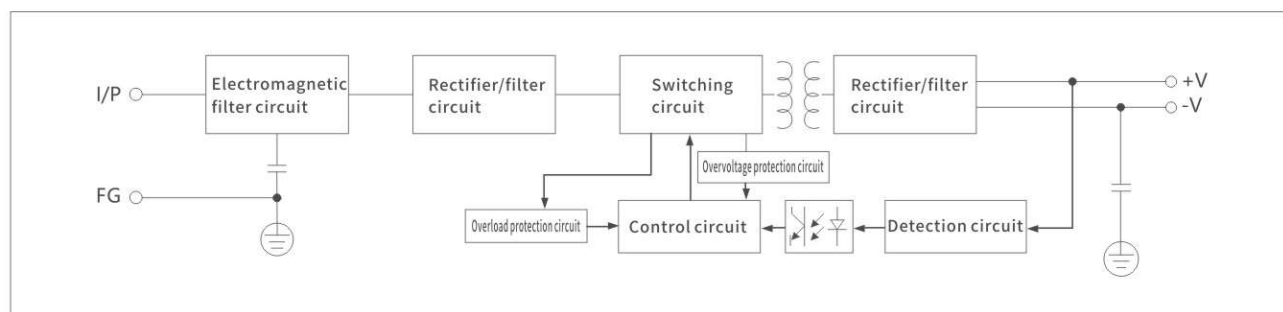 I/P
Electromagnetic
filter circuit
Rectifier/filter
circuit
Switching
circuit
Rectifier/filter
circuit
+V
-V
Overvoltage protection circuit
FG
Overload protection circuit
Control circuit
Detection circuit